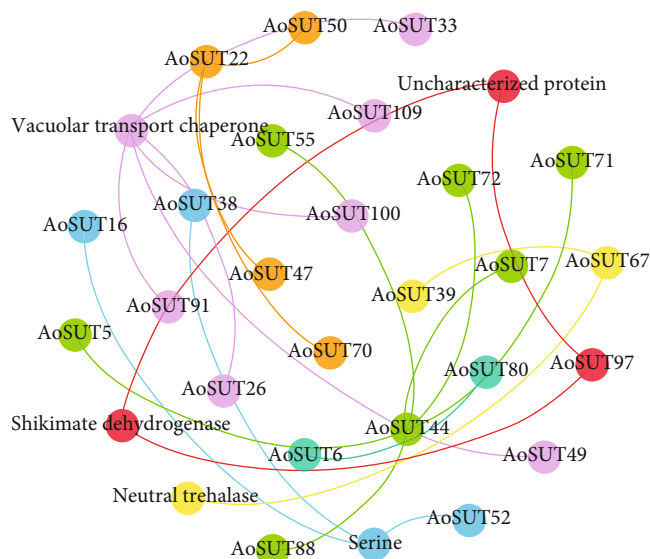 AoSUT50
AoSUT33
AoSUT22
Uncharacterized protein
AoSUT109
Vacuolar transport chaperone
AoSUT55
AoSUT71
AoSUT72
AoSUT38
AoSUT100
AoSUT16
AoSUT7
AoSUT67
AoSUT47
AoSUT39
AoSUT91
AoSUT5
AoSUT70
AoSUT97
AoSUT80
AoSUT26
Shikimate dehydrogenase
AoSUT44
AoSUT6
AoSUT49
Neutral trehalase
AoSUT52
Serine
AoSUT88